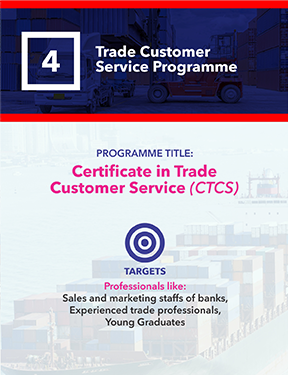 4
Trade Customer
Service Programme
PROGRAMME TITLE:
Certificate in Trade
Customer Service (CTCS)
TARGETS
Professionals like:
Sales and marketing staffs of banks,
Experienced trade professionals,
Young Graduates